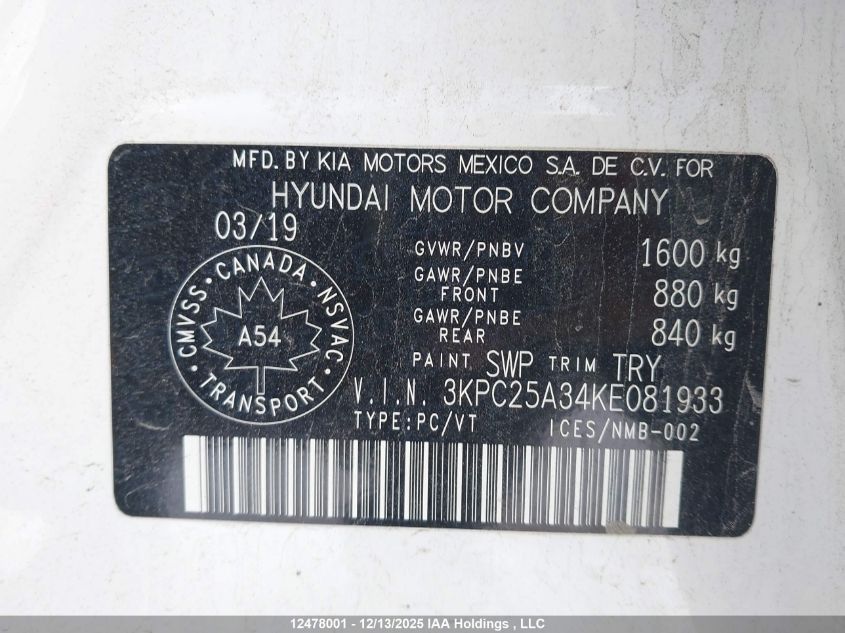 MFD. BY KIA MOTORS MEXICO S.A. DE C.V. FOR
HYUNDAI MOTOR COMPANY
03/19
GVWR/PNBV 1600 kg
GAWR/PNBE
FRONT 880 kg
GAWR/PNBE
REAR 840 kg
PAINT SWP TRIM TRY
CMVSS · CANADA · NSVAC
A54
· TRANSPORT ·
V.I.N. 3KPC25A34KE081933
TYPE:PC/VT ICES/NMB-002
12478001 - 12/13/2025 IAA Holdings , LLC